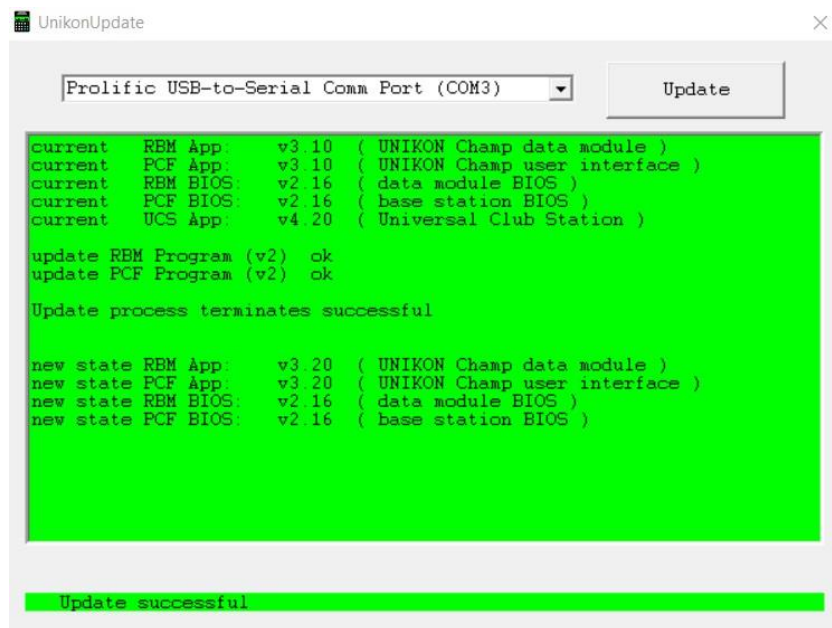 UnikonUpdate
Prolific USB-to-Serial Comm Port (COM3)
Update
current RBM App: v3.10 ( UNIKON Champ data module )
current PCF App: v3.10 ( UNIKON Champ user interface )
current RBM BIOS: v2.16 ( data module BIOS )
current PCF BIOS: v2.16 ( base station BIOS )
current UCS App: v4.20 ( Universal Club Station )
update RBM Program (v2) ok
update PCF Program (v2) ok
Update process terminates successful
new state RBM App: v3.20 ( UNIKON Champ data module )
new state PCF App: v3.20 ( UNIKON Champ user interface )
new state RBM BIOS: v2.16 ( data module BIOS )
new state PCF BIOS: v2.16 ( base station BIOS )
Update successful